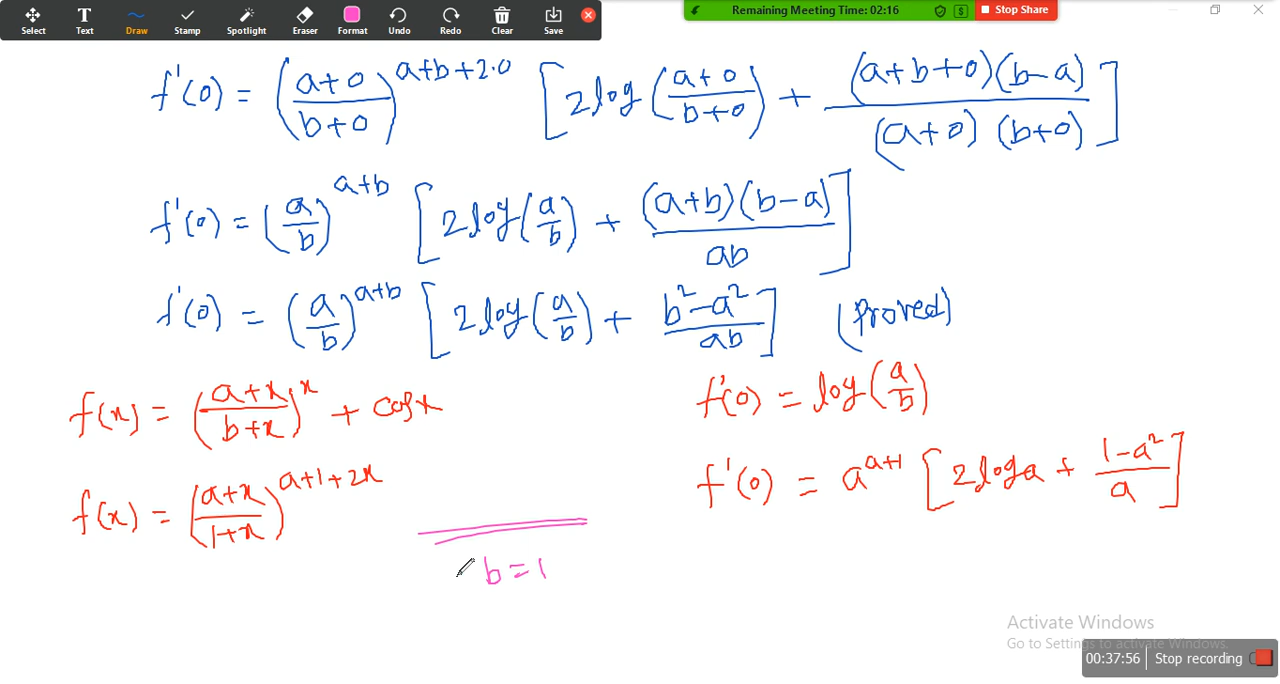 Select Text Draw Stamp Spotlight Eraser Format Undo Redo Clear Save
Remaining Meeting Time: 02:16 Stop Share
f'(0) = ((a+0)/(b+0))^(a+b+2·0) [2log((a+0)/(b+0)) + ((a+b+0)(b-a))/((a+0)(b+0))]
f'(0) = (a/b)^(a+b) [2log(a/b) + ((a+b)(b-a))/(ab)]
f'(0) = (a/b)^(a+b) [2log(a/b) + (b²-a²)/(ab)] (Proved)
f(x) = ((a+x)/(b+x))^x + cosx f'(0) = log(a/b)
f(x) = ((a+x)/(1+x))^(a+1+2x) f'(0) = a^(a+1) [2loga + (1-a²)/a]
b=1
Activate Windows
Go to Settings to activate Windows.
00:37:56 Stop recording